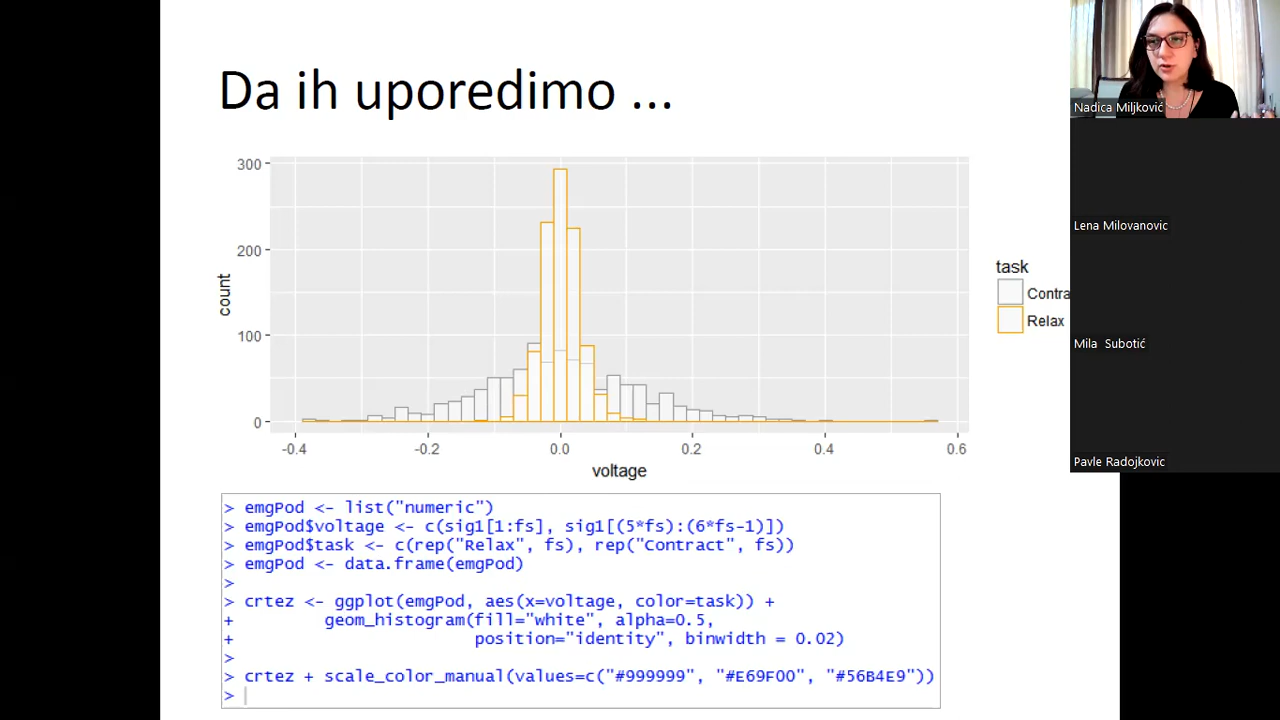 Da ih uporedimo ...
300
200
100
0
count
-0.4
-0.2
0.0
0.2
0.4
0.6
voltage
task
Contra
Relax
> emgPod <- list("numeric")
> emgPod$voltage <- c(sig1[1:fs], sig1[(5*fs):(6*fs-1)])
> emgPod$task <- c(rep("Relax", fs), rep("Contract", fs))
> emgPod <- data.frame(emgPod)
>
> crtez <- ggplot(emgPod, aes(x=voltage, color=task)) +
+ geom_histogram(fill="white", alpha=0.5,
+ position="identity", binwidth = 0.02)
>
> crtez + scale_color_manual(values=c("#999999", "#E69F00", "#56B4E9"))
>
Nadica Miljković
Lena Milovanovic
Mila Subotić
Pavle Radojkovic